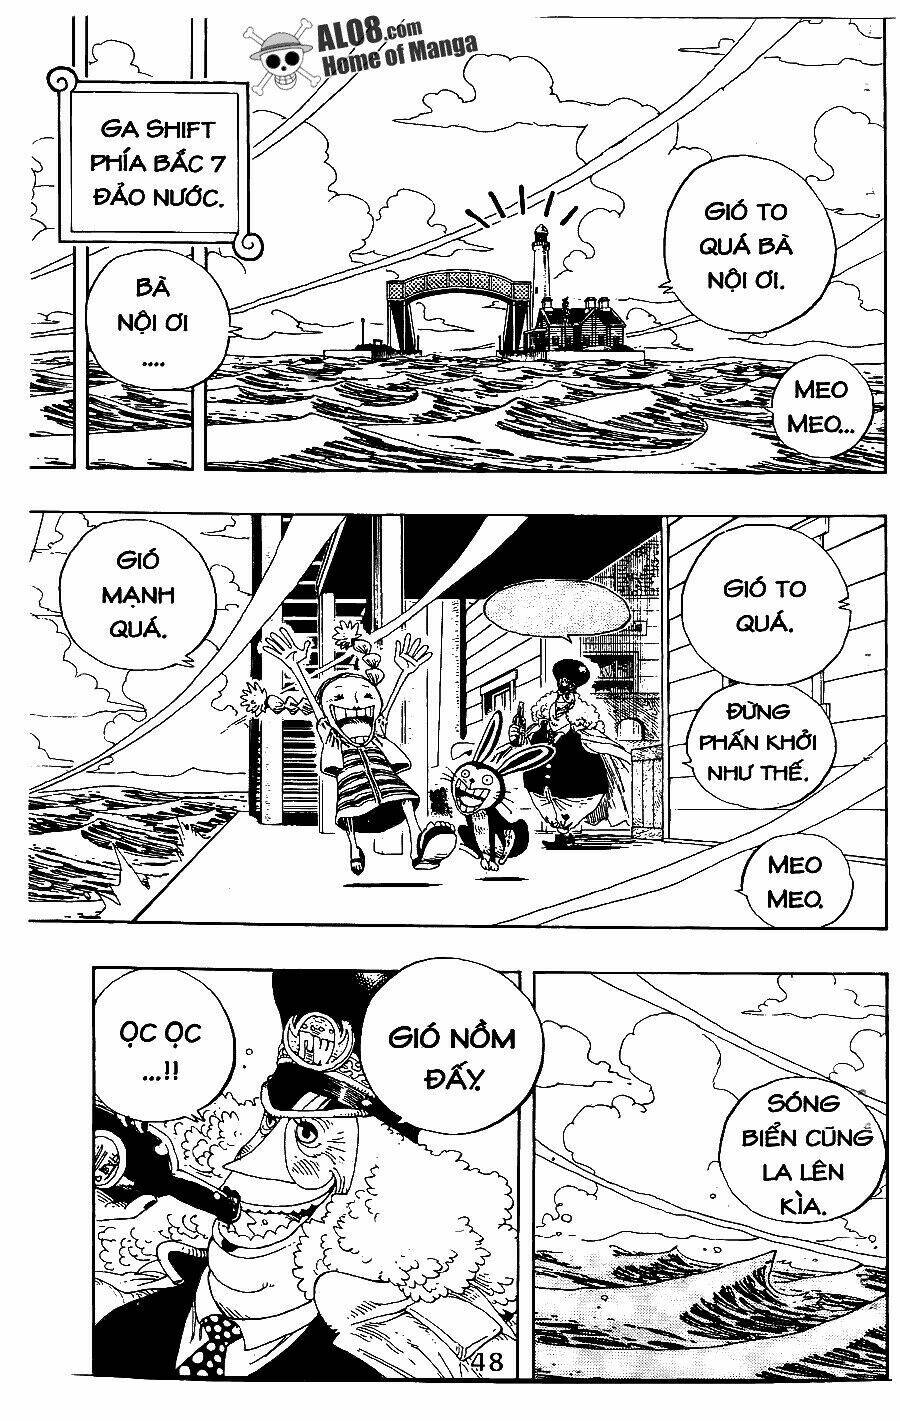 AL08.com
Home of Manga
GA SHIFT
PHÍA BẮC 7
ĐẢO NƯỚC.
GIÓ TO
QUÁ BÀ
NỘI ƠI.
BÀ
NỘI ƠI
....
MEO
MEO...
GIÓ
MẠNH
QUÁ.
GIÓ TO
QUÁ.
ĐỪNG
PHẤN KHỞI
NHƯ THẾ.
MEO
MEO.
ỌC ỌC
...!!
GIÓ NỒM
ĐẤY.
SÓNG
BIỂN CŨNG
LA LÊN
KÌA.
48